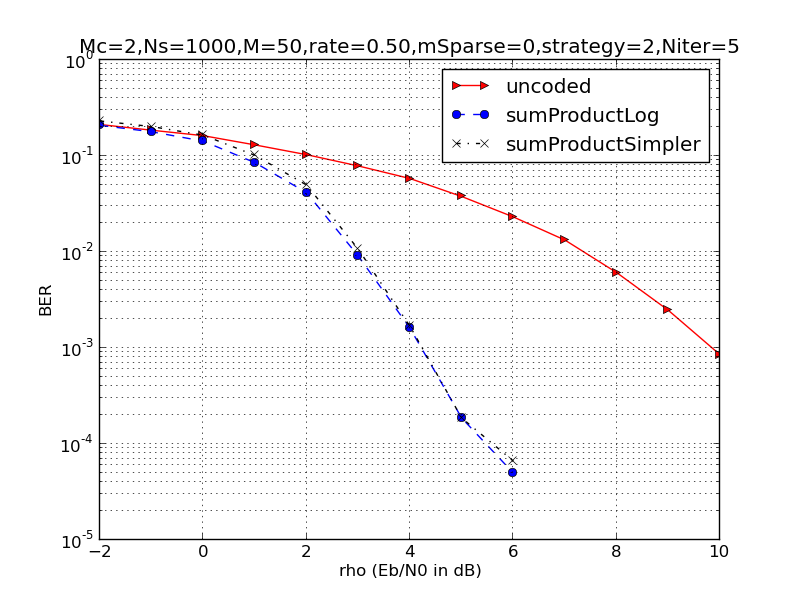 Mc=2,Ns=1000,M=50,rate=0.50,mSparse=0,strategy=2,Niter=5
10^0
uncoded
sumProductLog
sumProductSimpler
10^-1
10^-2
BER
10^-3
10^-4
10^-5
−2 0 2 4 6 8 10
rho (Eb/N0 in dB)